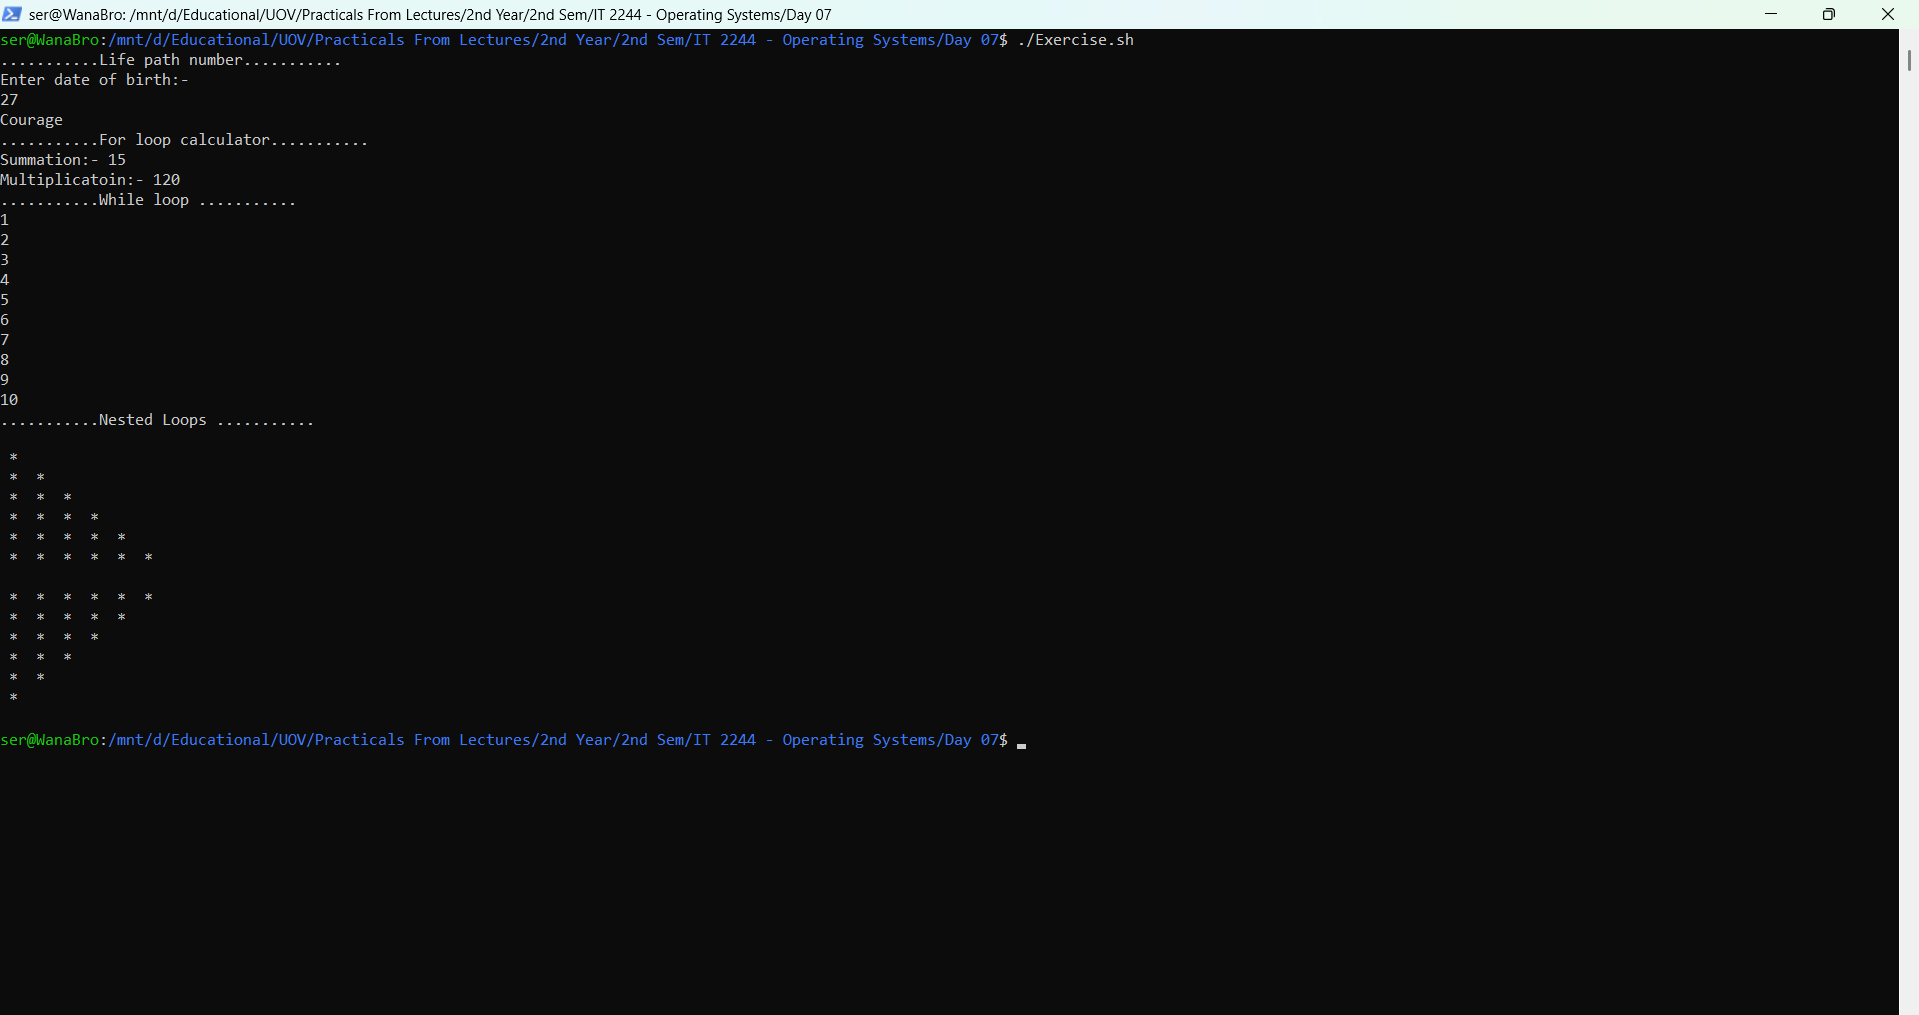 ser@WanaBro: /mnt/d/Educational/UOV/Practicals From Lectures/2nd Year/2nd Sem/IT 2244 - Operating Systems/Day 07
ser@WanaBro:/mnt/d/Educational/UOV/Practicals From Lectures/2nd Year/2nd Sem/IT 2244 - Operating Systems/Day 07$ ./Exercise.sh
...........Life path number...........
Enter date of birth:-
27
Courage
...........For loop calculator...........
Summation:- 15
Multiplicatoin:- 120
...........While loop ...........
1
2
3
4
5
6
7
8
9
10
...........Nested Loops ...........
 *
 *  *
 *  *  *
 *  *  *  *
 *  *  *  *  *
 *  *  *  *  *  *
 *  *  *  *  *  *
 *  *  *  *  *
 *  *  *  *
 *  *  *
 *  *
 *
ser@WanaBro:/mnt/d/Educational/UOV/Practicals From Lectures/2nd Year/2nd Sem/IT 2244 - Operating Systems/Day 07$